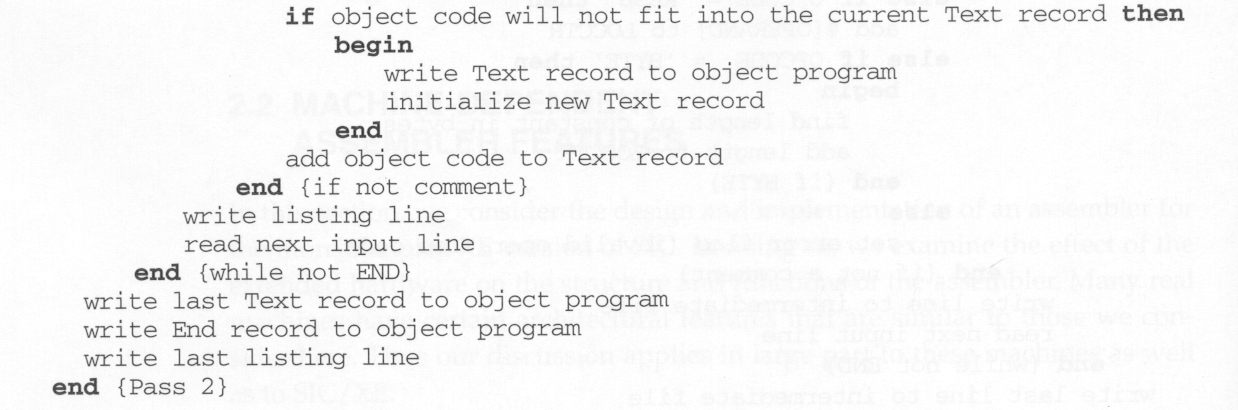 if object code will not fit into the current Text record then
begin
write Text record to object program
initialize new Text record
end
add object code to Text record
end {if not comment}
write listing line
read next input line
end {while not END}
write last Text record to object program
write End record to object program
write last listing line
end {Pass 2}